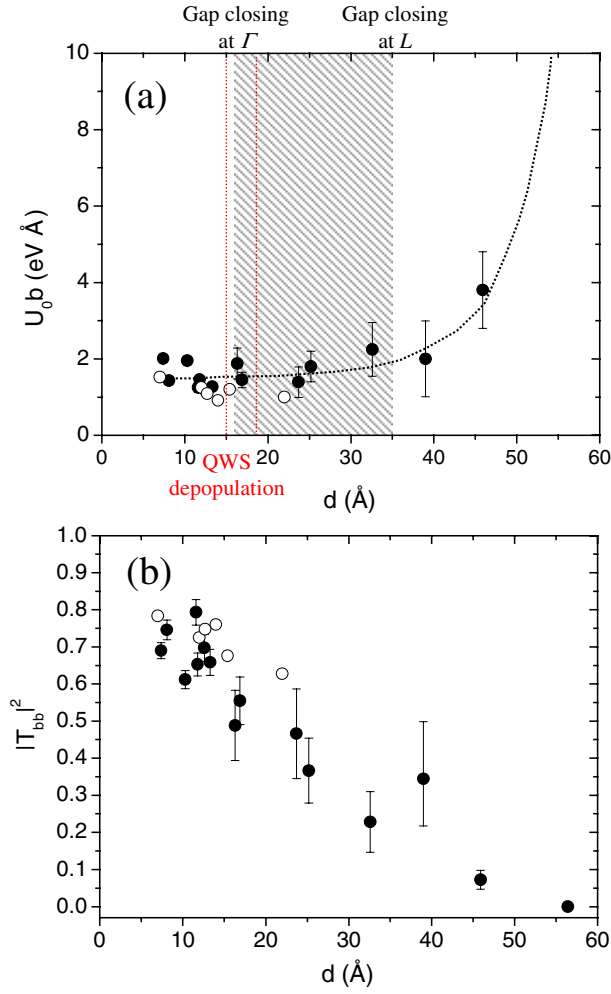 Gap closing
at Γ
Gap closing
at L
10
8
6
4
2
0
U₀b (eV Å)
(a)
0 10 20 30 40 50 60
QWS
depopulation
d (Å)
1.0
0.9
0.8
0.7
0.6
0.5
0.4
0.3
0.2
0.1
0.0
|T_bb|²
(b)
0 10 20 30 40 50 60
d (Å)